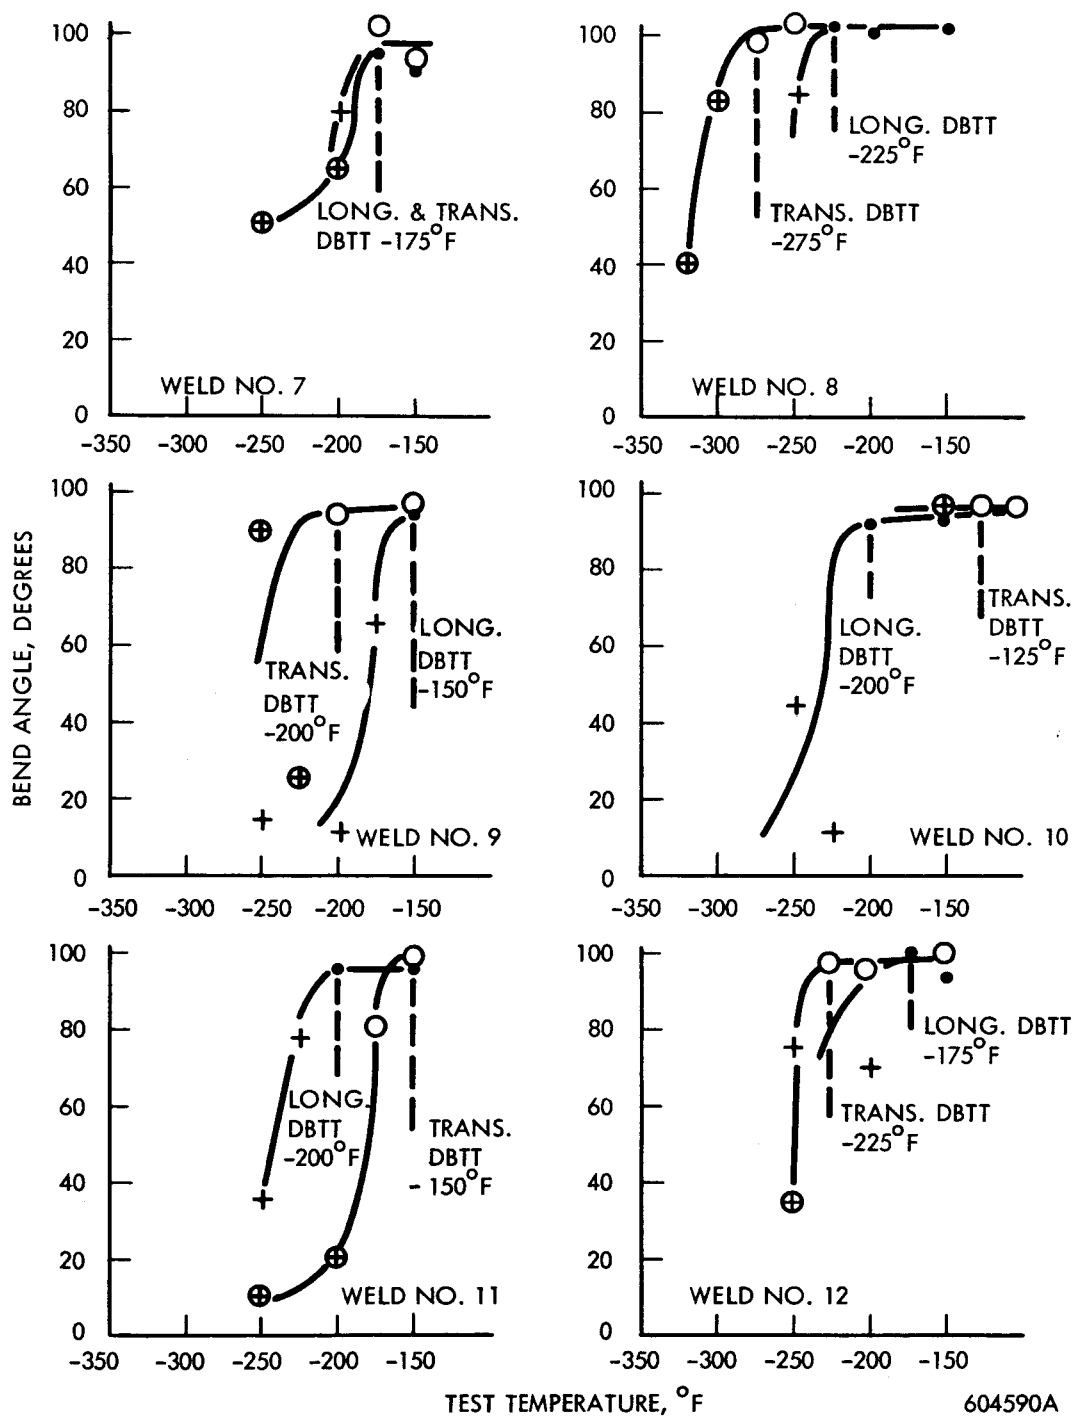 100
80
60
40
20
0
LONG. & TRANS.
DBTT -175°F
WELD NO. 7
-350 -300 -250 -200 -150
100
80
60
40
20
0
LONG. DBTT
-225°F
TRANS. DBTT
-275°F
WELD NO. 8
-350 -300 -250 -200 -150
BEND ANGLE, DEGREES
100
80
60
40
20
0
TRANS.
DBTT
-200°F
LONG.
DBTT
-150°F
WELD NO. 9
-350 -300 -250 -200 -150
100
80
60
40
20
0
LONG.
DBTT
-200°F
TRANS.
DBTT
-125°F
WELD NO. 10
-350 -300 -250 -200 -150
100
80
60
40
20
0
LONG.
DBTT
-200°F
TRANS.
DBTT
- 150°F
WELD NO. 11
-350 -300 -250 -200 -150
100
80
60
40
20
0
LONG. DBTT
-175°F
TRANS. DBTT
-225°F
WELD NO. 12
-350 -300 -250 -200 -150
TEST TEMPERATURE, °F
604590A